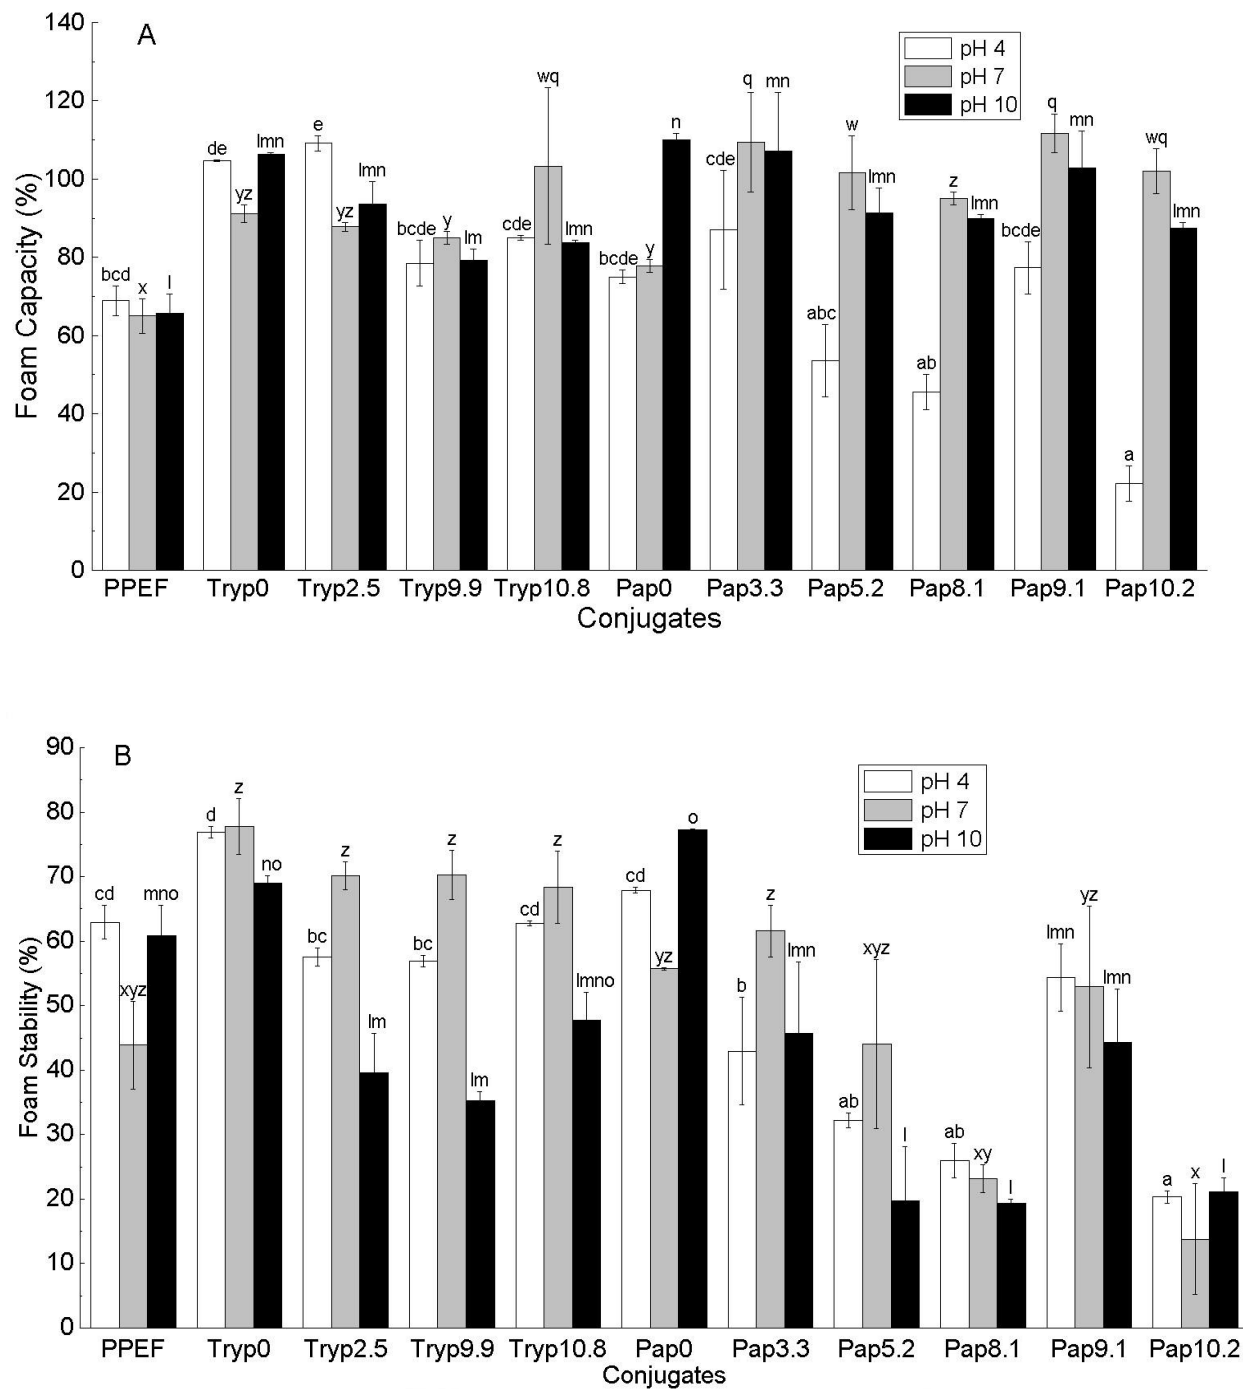 A
140
120
100
80
60
40
20
0
Foam Capacity (%)
pH 4
pH 7
pH 10
bcd x l
de yz lmn
e yz lmn
bcde y lm
cde wq lmn
bcde y n
cde q mn
abc w lmn
ab z lmn
bcde q mn
a wq lmn
PPEF Tryp0 Tryp2.5 Tryp9.9 Tryp10.8 Pap0 Pap3.3 Pap5.2 Pap8.1 Pap9.1 Pap10.2
Conjugates
B
90
80
70
60
50
40
30
20
10
0
Foam Stability (%)
pH 4
pH 7
pH 10
cd xyz mno
d z no
bc z lm
bc z lm
cd z lmno
cd yz o
b z lmn
ab xyz l
ab xy l
lmn yz lmn
a x l
PPEF Tryp0 Tryp2.5 Tryp9.9 Tryp10.8 Pap0 Pap3.3 Pap5.2 Pap8.1 Pap9.1 Pap10.2
Conjugates